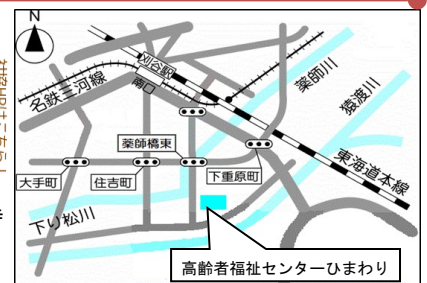 N
刈谷駅
南口
名鉄三河線
薬師川
猿渡川
東海道本線
薬師橋東
大手町
住吉町
下重原町
下り松川
高齢者福祉センターひまわり